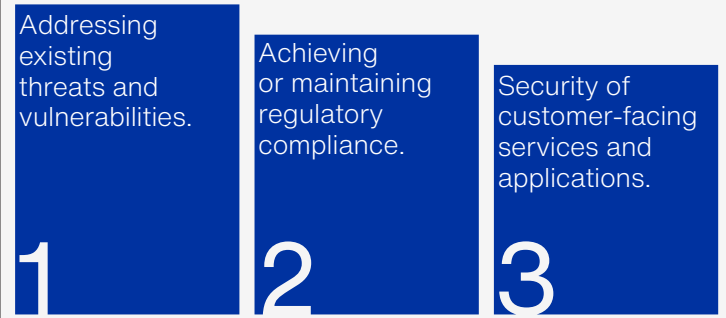 Addressing
existing
threats and
vulnerabilities.
1
Achieving
or maintaining
regulatory
compliance.
2
Security of
customer-facing
services and
applications.
3